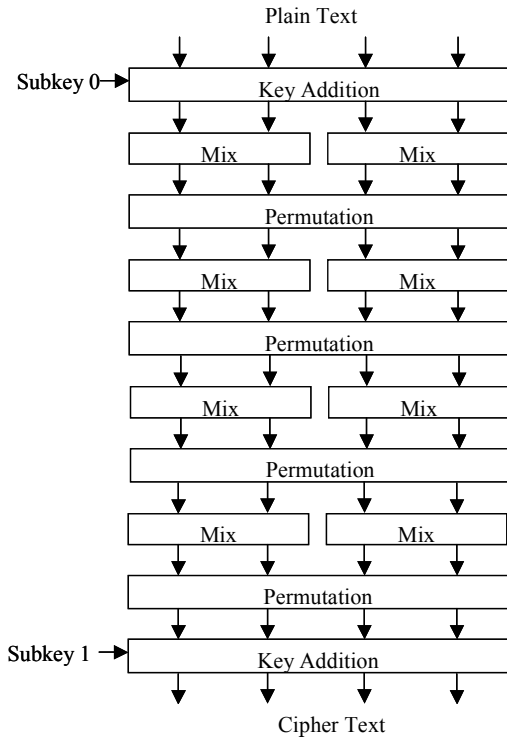 Plain Text
Subkey 0
Key Addition
Mix Mix
Permutation
Mix Mix
Permutation
Mix Mix
Permutation
Mix Mix
Permutation
Subkey 1
Key Addition
Cipher Text